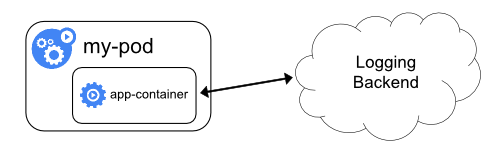 my-pod
app-container
Logging
Backend